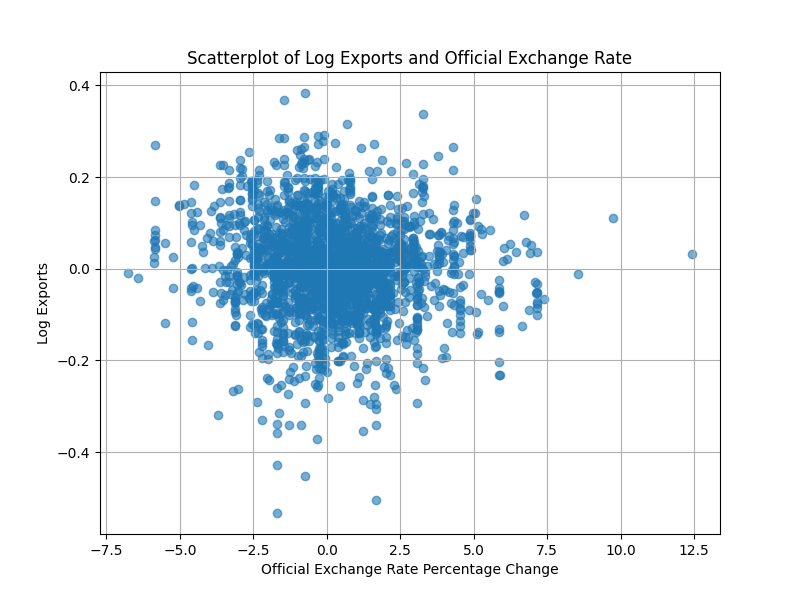 Scatterplot of Log Exports and Official Exchange Rate
0.4
0.2
0.0
−0.2
−0.4
Log Exports
−7.5 −5.0 −2.5 0.0 2.5 5.0 7.5 10.0 12.5
Official Exchange Rate Percentage Change